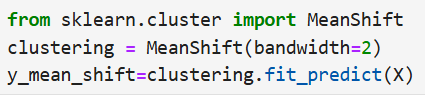 from sklearn.cluster import MeanShift
clustering = MeanShift(bandwidth=2)
y_mean_shift=clustering.fit_predict(X)